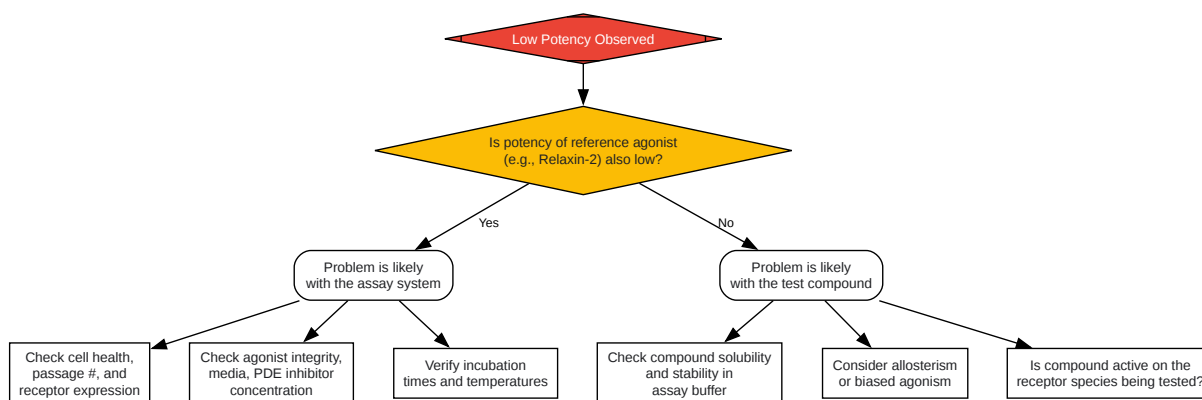 Low Potency Observed
Is potency of reference agonist
(e.g., Relaxin-2) also low?
Yes
No
Problem is likely
with the assay system
Problem is likely
with the test compound
Check cell health,
passage #, and
receptor expression
Check agonist integrity,
media, PDE inhibitor
concentration
Verify incubation
times and temperatures
Check compound solubility
and stability in
assay buffer
Consider allosterism
or biased agonism
Is compound active on the
receptor species being tested?